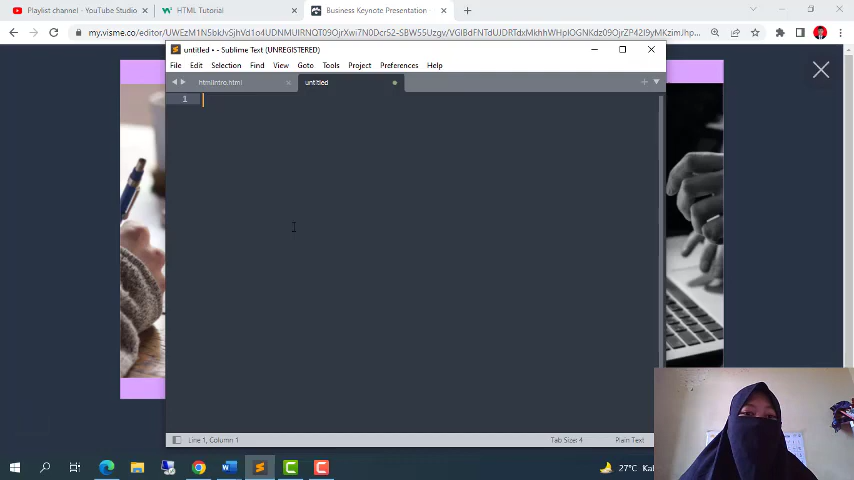 Playlist channel - YouTube Studio
HTML Tutorial
Business Keynote Presentation -
untitled • - Sublime Text (UNREGISTERED)
File Edit Selection Find View Goto Tools Project Preferences Help
htmlintro.html
untitled
1
Line 1, Column 1
Tab Size: 4
Plain Text
27°C